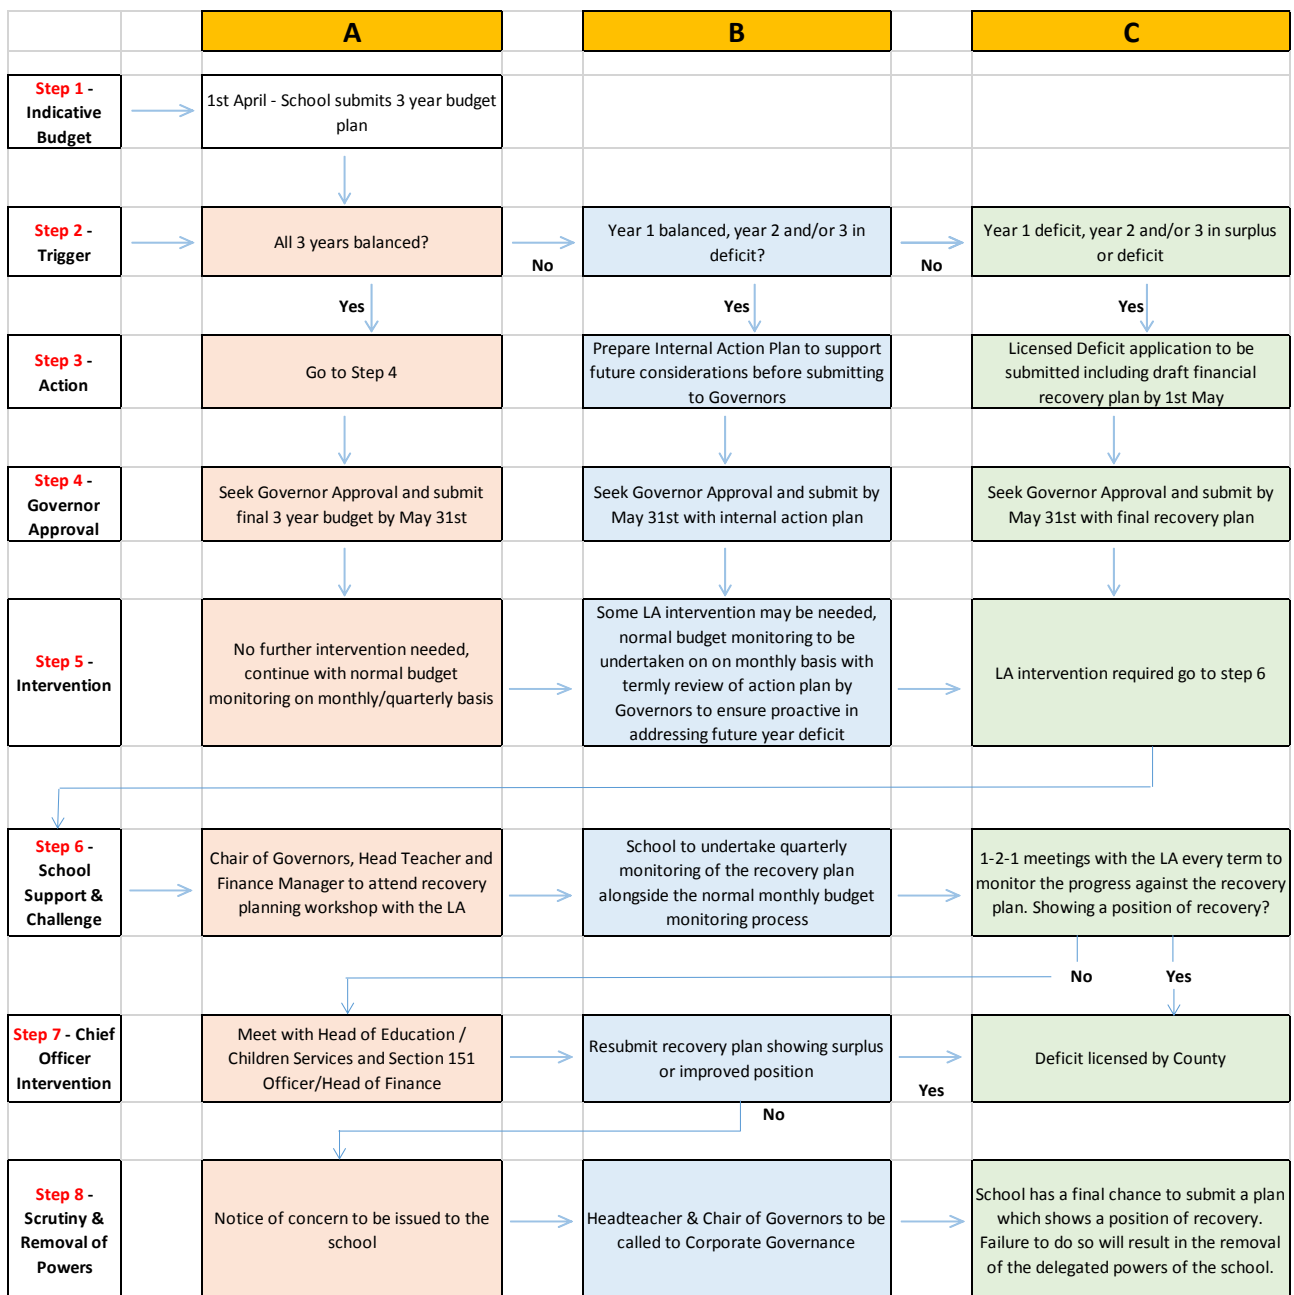 A
B
C
Step 1 -
Indicative
Budget
1st April - School submits 3 year budget
plan
Step 2 -
Trigger
All 3 years balanced?
No
Year 1 balanced, year 2 and/or 3 in
deficit?
No
Year 1 deficit, year 2 and/or 3 in surplus
or deficit
Yes
Yes
Yes
Step 3 -
Action
Go to Step 4
Prepare Internal Action Plan to support
future considerations before submitting
to Governors
Licensed Deficit application to be
submitted including draft financial
recovery plan by 1st May
Step 4 -
Governor
Approval
Seek Governor Approval and submit
final 3 year budget by May 31st
Seek Governor Approval and submit by
May 31st with internal action plan
Seek Governor Approval and submit by
May 31st with final recovery plan
Step 5 -
Intervention
No further intervention needed,
continue with normal budget
monitoring on monthly/quarterly basis
Some LA intervention may be needed,
normal budget monitoring to be
undertaken on on monthly basis with
termly review of action plan by
Governors to ensure proactive in
addressing future year deficit
LA intervention required go to step 6
Step 6 -
School
Support &
Challenge
Chair of Governors, Head Teacher and
Finance Manager to attend recovery
planning workshop with the LA
School to undertake quarterly
monitoring of the recovery plan
alongside the normal monthly budget
monitoring process
1-2-1 meetings with the LA every term to
monitor the progress against the recovery
plan. Showing a position of recovery?
No
Yes
Step 7 - Chief
Officer
Intervention
Meet with Head of Education /
Children Services and Section 151
Officer/Head of Finance
Resubmit recovery plan showing surplus
or improved position
Yes
Deficit licensed by County
No
Step 8 -
Scrutiny &
Removal of
Powers
Notice of concern to be issued to the
school
Headteacher & Chair of Governors to be
called to Corporate Governance
School has a final chance to submit a plan
which shows a position of recovery.
Failure to do so will result in the removal
of the delegated powers of the school.